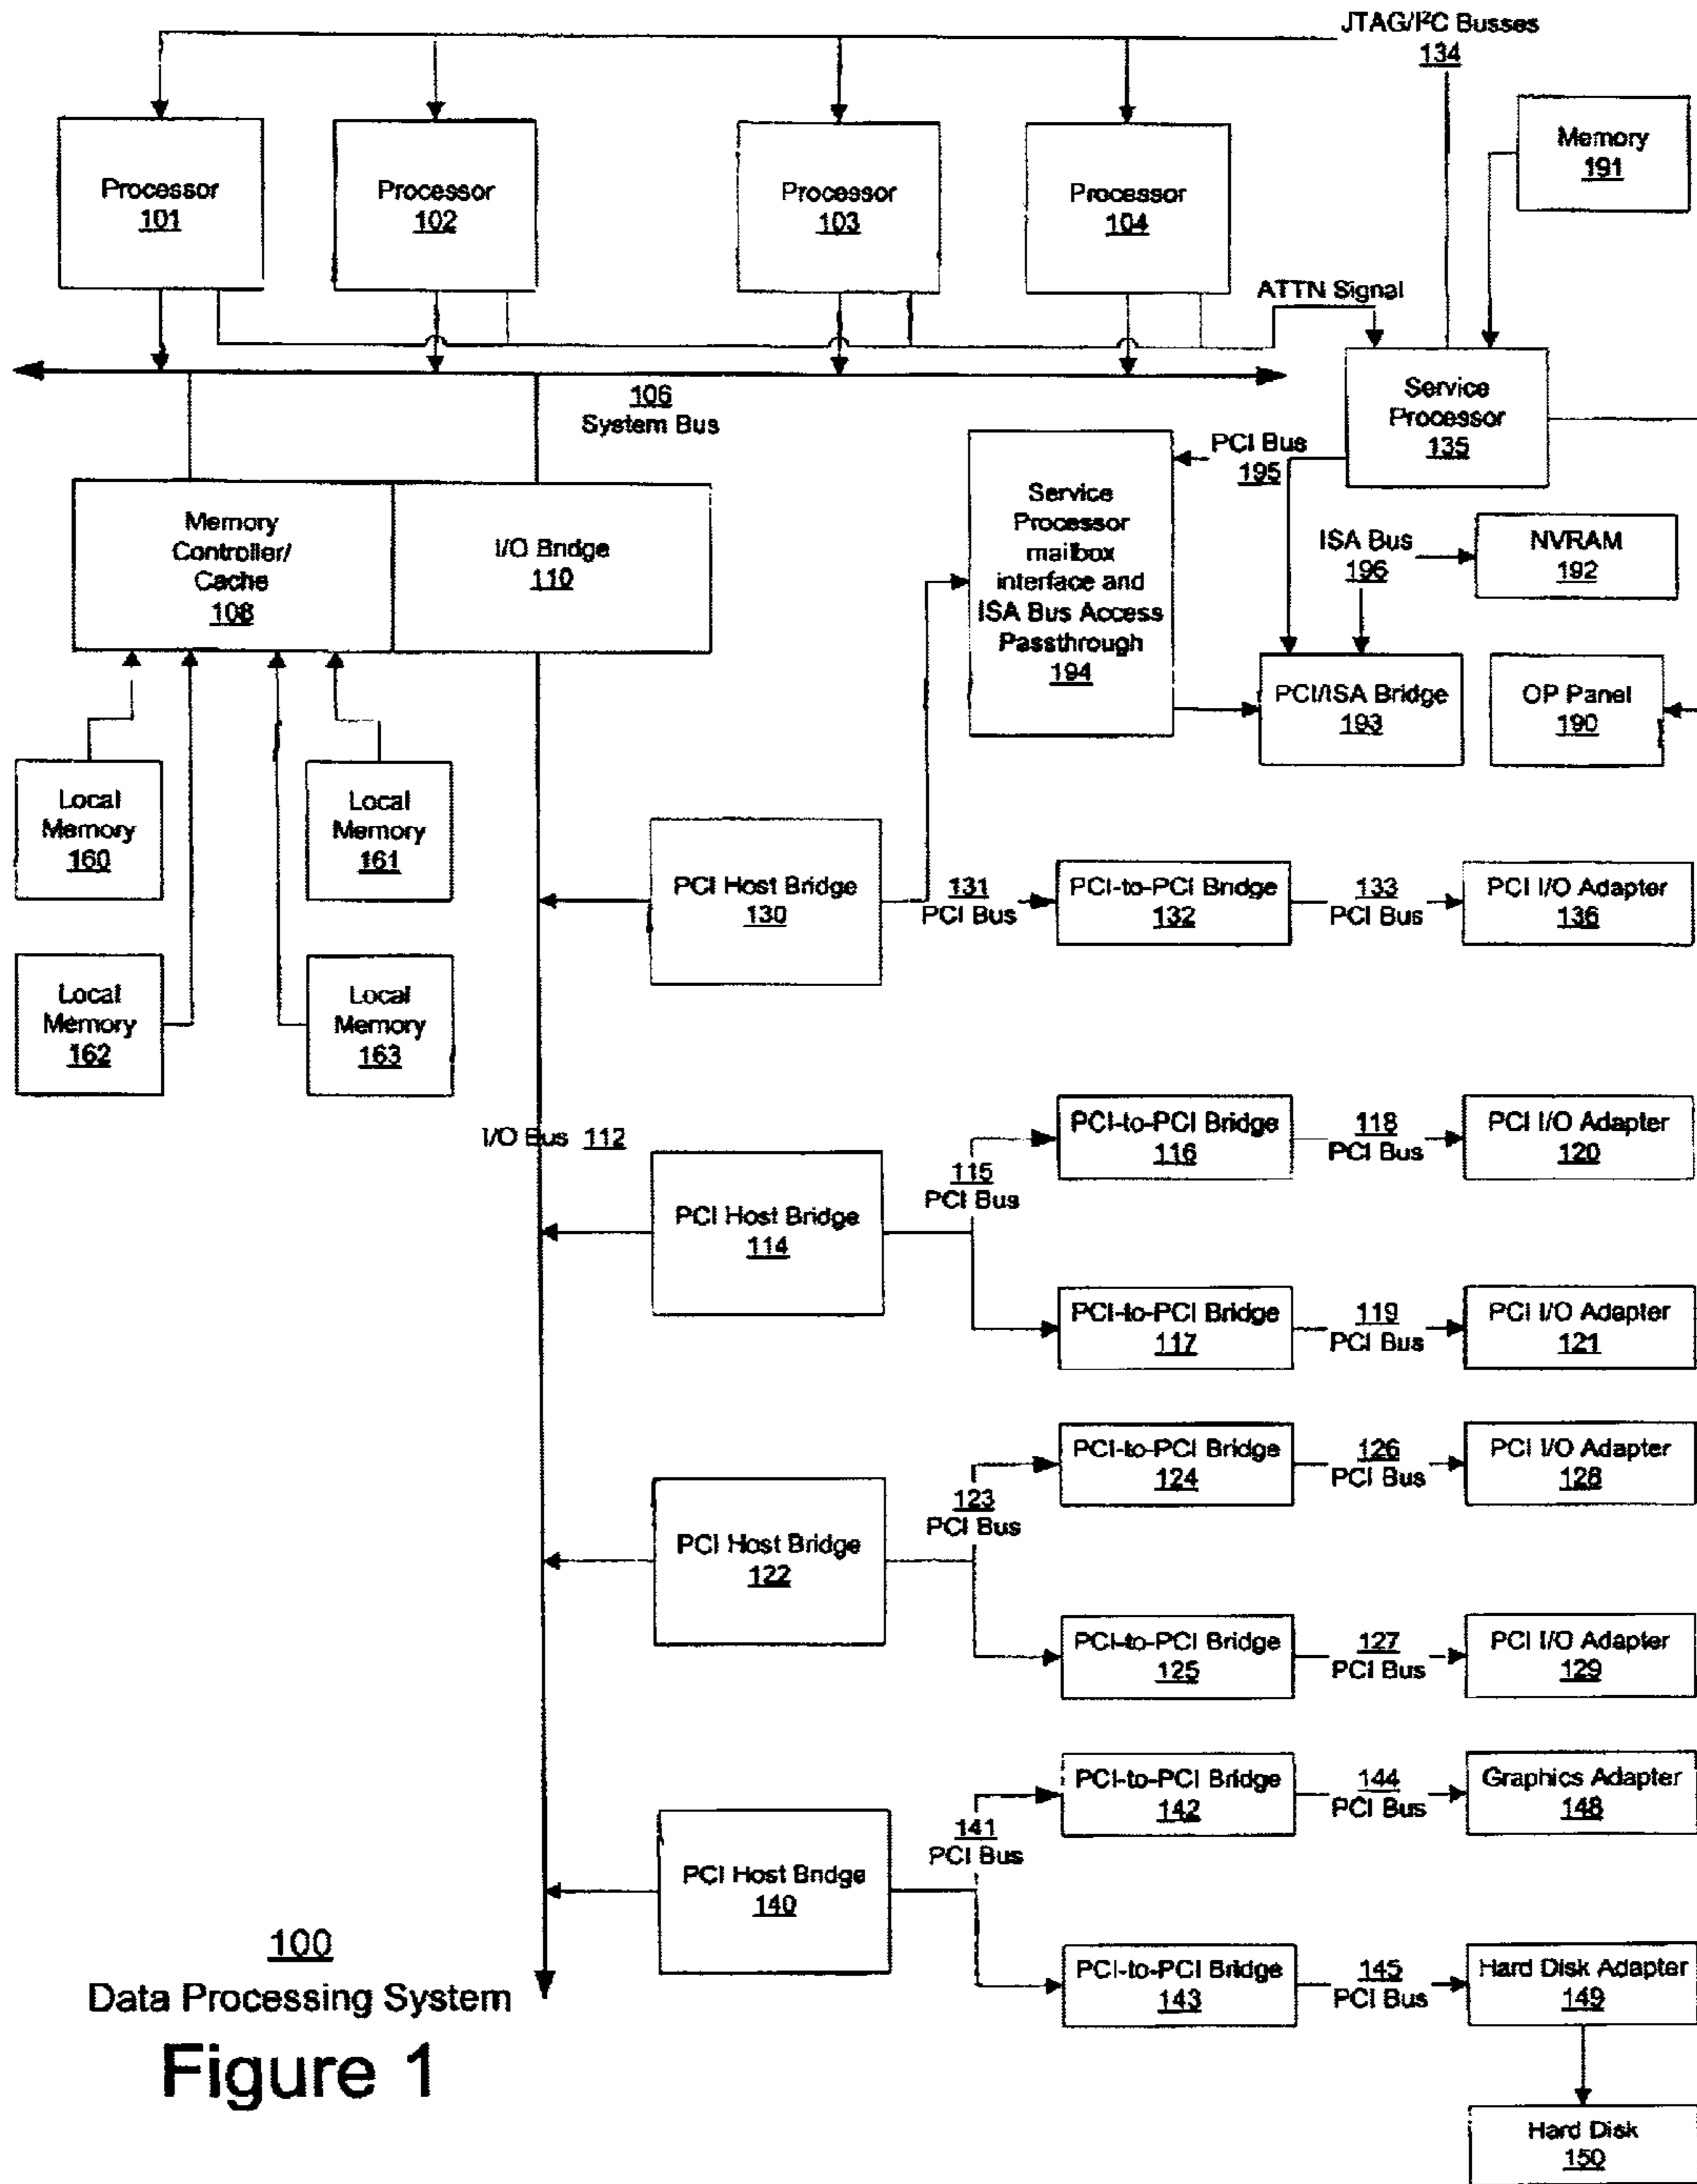 JTAG/I²C Busses
134
Processor
101
Processor
102
Processor
103
Processor
104
Memory
191
ATTN Signal
106
System Bus
Service
Processor
135
PCI Bus
195
Memory
Controller/
Cache
108
I/O Bridge
110
Service
Processor
mailbox
interface and
ISA Bus Access
Passthrough
194
ISA Bus
196
NVRAM
192
PCI/ISA Bridge
193
OP Panel
190
Local
Memory
160
Local
Memory
161
Local
Memory
162
Local
Memory
163
PCI Host Bridge
130
131
PCI Bus
PCI-to-PCI Bridge
132
133
PCI Bus
PCI I/O Adapter
136
I/O Bus 112
PCI Host Bridge
114
115
PCI Bus
PCI-to-PCI Bridge
116
118
PCI Bus
PCI I/O Adapter
120
PCI-to-PCI Bridge
117
119
PCI Bus
PCI I/O Adapter
121
PCI Host Bridge
122
123
PCI Bus
PCI-to-PCI Bridge
124
126
PCI Bus
PCI I/O Adapter
128
PCI-to-PCI Bridge
125
127
PCI Bus
PCI I/O Adapter
129
PCI Host Bridge
140
141
PCI Bus
PCI-to-PCI Bridge
142
144
PCI Bus
Graphics Adapter
148
PCI-to-PCI Bridge
143
145
PCI Bus
Hard Disk Adapter
149
Hard Disk
150
100
Data Processing System
Figure 1